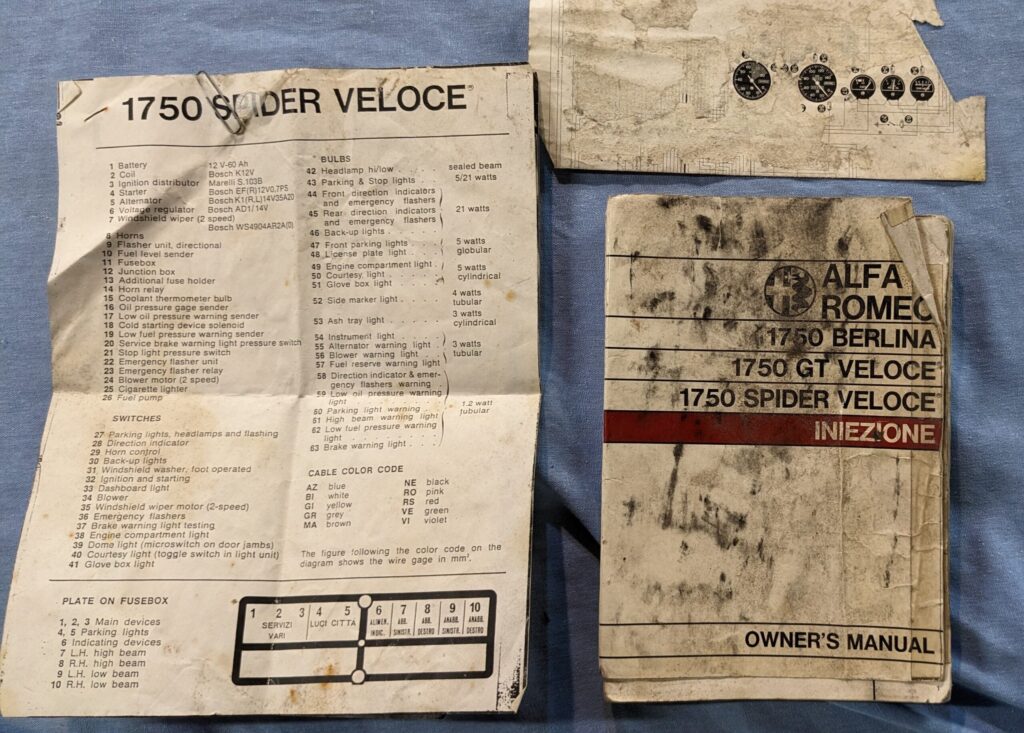 1750 SPIDER VELOCE
1 Battery 12 V-60 Ah
2 Coil Bosch K12V
3 Ignition distributor Marelli S.103B
4 Starter Bosch EF(R)12V0,7PS
5 Alternator Bosch K1(R,L)14V35A20
6 Voltage regulator Bosch AD1/14V
7 Windshield wiper (2 speed)
Bosch WS4904AR2A(0)
8 Horns
9 Flasher unit, directional
10 Fuel level sender
11 Fusebox
12 Junction box
13 Additional fuse holder
14 Horn relay
15 Coolant thermometer bulb
16 Oil pressure gage sender
17 Low oil pressure warning sender
18 Cold starting device solenoid
19 Low fuel pressure warning sender
20 Service brake warning light pressure switch
21 Stop light pressure switch
22 Emergency flasher unit
23 Emergency flasher relay
24 Blower motor (2 speed)
25 Cigarette lighter
26 Fuel pump
SWITCHES
27 Parking lights, headlamps and flashing
28 Direction indicator
29 Horn control
30 Back-up lights
31 Windshield washer, foot operated
32 Ignition and starting
33 Dashboard light
34 Blower
35 Windshield wiper motor (2-speed)
36 Emergency flashers
37 Brake warning light testing
38 Engine compartment light
39 Dome light (microswitch on door jambs)
40 Courtesy light (toggle switch in light unit)
41 Glove box light
BULBS
42 Headlamp hi/low . . . sealed beam
43 Parking & Stop lights . . 5/21 watts
44 Front direction indicators
and emergency flashers
45 Rear direction indicators 21 watts
and emergency flashers
46 Back-up lights . . . .
47 Front parking lights . . 5 watts
48 License plate light . . . globular
49 Engine compartment light .
50 Courtesy light . . . . 5 watts
51 Glove box light . . . . cylindrical
52 Side marker light . . . . 4 watts
tubular
53 Ash tray light . . . . 3 watts
cylindrical
54 Instrument light . . . .
55 Alternator warning light . . 3 watts
56 Blower warning light . . tubular
57 Fuel reserve warning light .
58 Direction indicator & emer-
gency flashers warning .
59 Low oil pressure warning
light . . . . . .
60 Parking light warning . . 1.2 watt
61 High beam warning light . tubular
62 Low fuel pressure warning
light . . . . . .
63 Brake warning light . . .
CABLE COLOR CODE
AZ blue NE black
BI white RO pink
GI yellow RS red
GR grey VE green
MA brown VI violet
The figure following the color code on the
diagram shows the wire gage in mm².
PLATE ON FUSEBOX
1, 2, 3 Main devices
4, 5 Parking lights
6 Indicating devices
7 L.H. high beam
8 R.H. high beam
9 L.H. low beam
10 R.H. low beam
1 2 3 4 5 6 7 8 9 10
SERVIZI VARI LUCI CITTA ALIMEN. INDIC. ABB. SINISTR. ABB. DESTRO ANABB. SINISTR. ANABB. DESTRO
ALFA
ROMEO
1750 BERLINA
1750 GT VELOCE
1750 SPIDER VELOCE
INIEZIONE
OWNER'S MANUAL